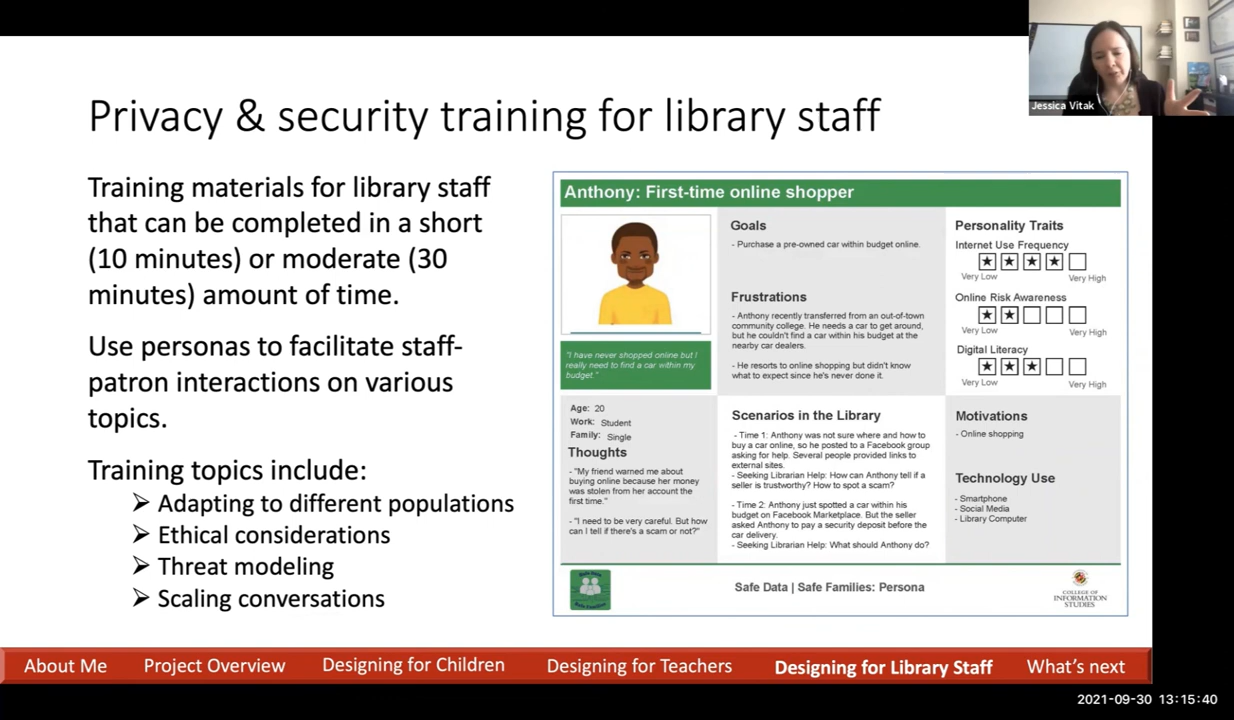 Jessica Vitak
Privacy & security training for library staff
Training materials for library staff
that can be completed in a short
(10 minutes) or moderate (30
minutes) amount of time.
Use personas to facilitate staff-
patron interactions on various
topics.
Training topics include:
➢ Adapting to different populations
➢ Ethical considerations
➢ Threat modeling
➢ Scaling conversations
Anthony: First-time online shopper
"I have never shopped online but I
really need to find a car within my
budget."
Goals
- Purchase a pre-owned car within budget online.
Frustrations
- Anthony recently transferred from an out-of-town
community college. He needs a car to get around,
but he couldn't find a car within his budget at the
nearby car dealers.
- He resorts to online shopping but didn't know
what to expect since he's never done it.
Personality Traits
Internet Use Frequency
Very Low Very High
Online Risk Awareness
Very Low Very High
Digital Literacy
Very Low Very High
Age: 20
Work: Student
Family: Single
Thoughts
- "My friend warned me about
buying online because her money
was stolen from her account the
first time."
- "I need to be very careful. But how
can I tell if there's a scam or not?"
Scenarios in the Library
- Time 1: Anthony was not sure where and how to
buy a car online, so he posted to a Facebook group
asking for help. Several people provided links to
external sites.
- Seeking Librarian Help: How can Anthony tell if a
seller is trustworthy? How to spot a scam?
- Time 2: Anthony just spotted a car within his
budget on Facebook Marketplace. But the seller
asked Anthony to pay a security deposit before the
car delivery.
- Seeking Librarian Help: What should Anthony do?
Motivations
- Online shopping
Technology Use
- Smartphone
- Social Media
- Library Computer
Safe Data | Safe Families: Persona
COLLEGE OF
INFORMATION
STUDIES
About Me Project Overview Designing for Children Designing for Teachers Designing for Library Staff What's next
2021-09-30 13:15:40